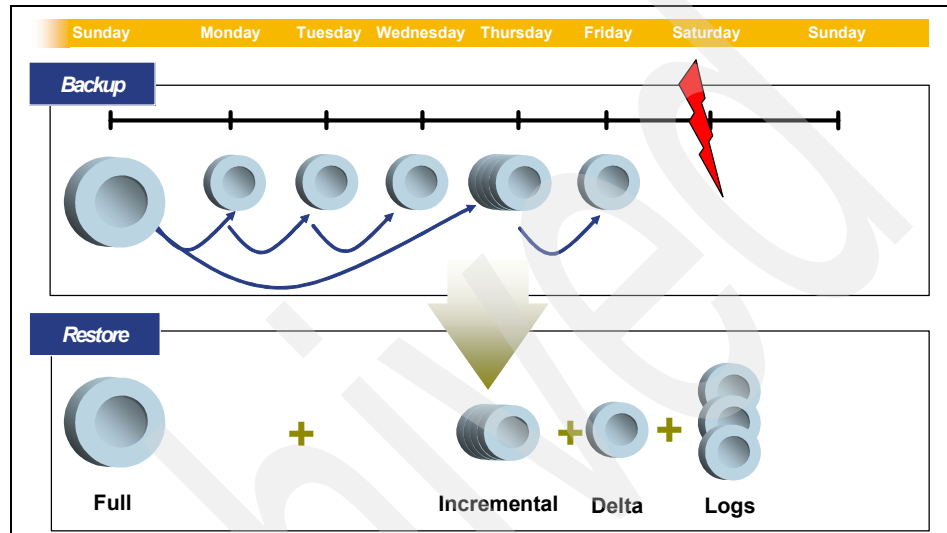 Sunday Monday Tuesday Wednesday Thursday Friday Saturday Sunday
Backup
Restore
+ + +
Full Incremental Delta Logs